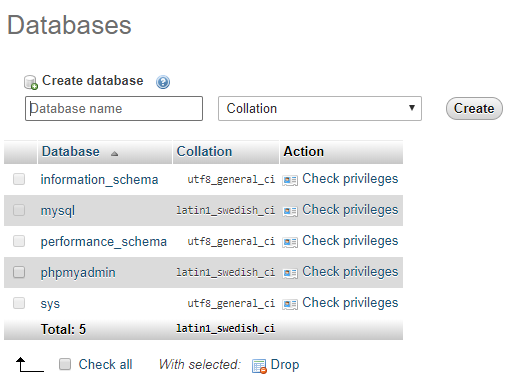 Databases
Create database
Database name Collation Create
Database Collation Action
information_schema utf8_general_ci Check privileges
mysql latin1_swedish_ci Check privileges
performance_schema utf8_general_ci Check privileges
phpmyadmin latin1_swedish_ci Check privileges
sys utf8_general_ci Check privileges
Total: 5 latin1_swedish_ci
Check all With selected: Drop